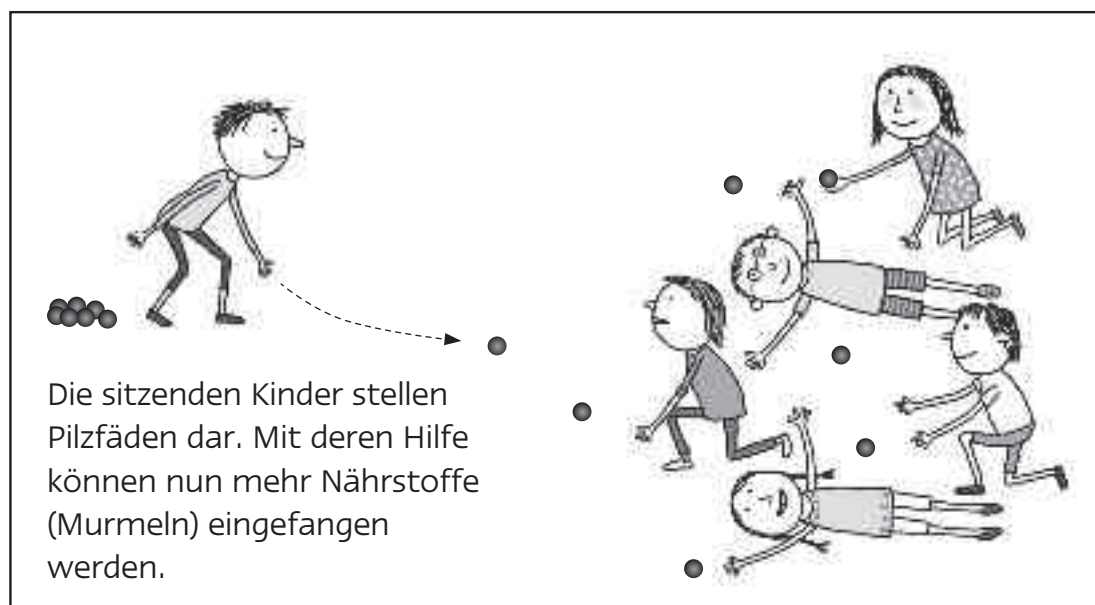 Die sitzenden Kinder stellen
Pilzfäden dar. Mit deren Hilfe
können nun mehr Nährstoffe
(Murmeln) eingefangen
werden.